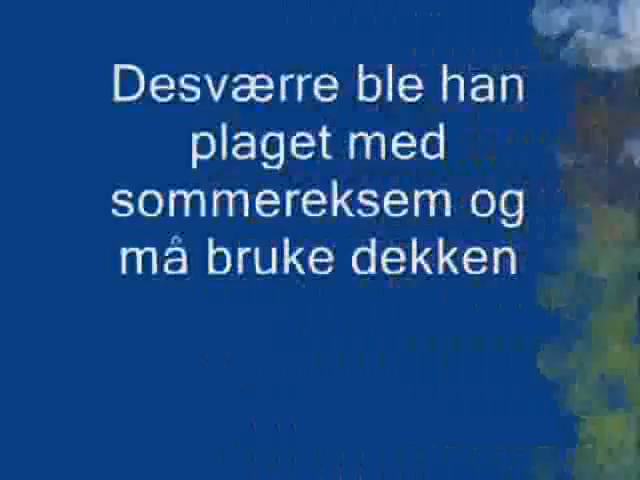 Desværre ble han
plaget med
sommereksem og
må bruke dekken